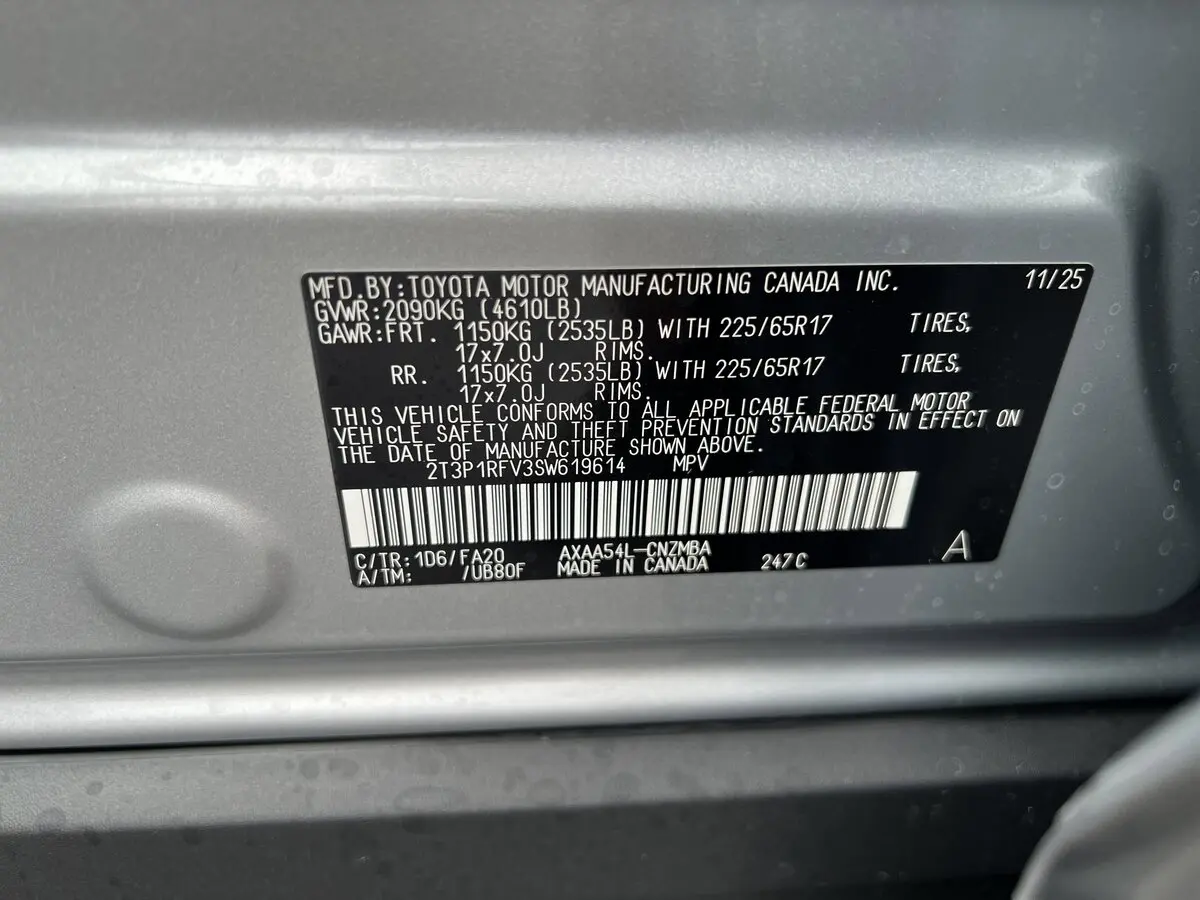 MFD.BY:TOYOTA MOTOR MANUFACTURING CANADA INC. 11/25
GVWR:2090KG (4610LB)
GAWR:FRT. 1150KG (2535LB) WITH 225/65R17 TIRES,
17x7.0J RIMS.
RR. 1150KG (2535LB) WITH 225/65R17 TIRES,
17x7.0J RIMS.
THIS VEHICLE CONFORMS TO ALL APPLICABLE FEDERAL MOTOR
VEHICLE SAFETY AND THEFT PREVENTION STANDARDS IN EFFECT ON
THE DATE OF MANUFACTURE SHOWN ABOVE.
2T3P1RFV3SW619614 MPV
C/TR:1D6/FA20 AXAA54L-CNZMBA 247C A
A/TM: /UB80F MADE IN CANADA